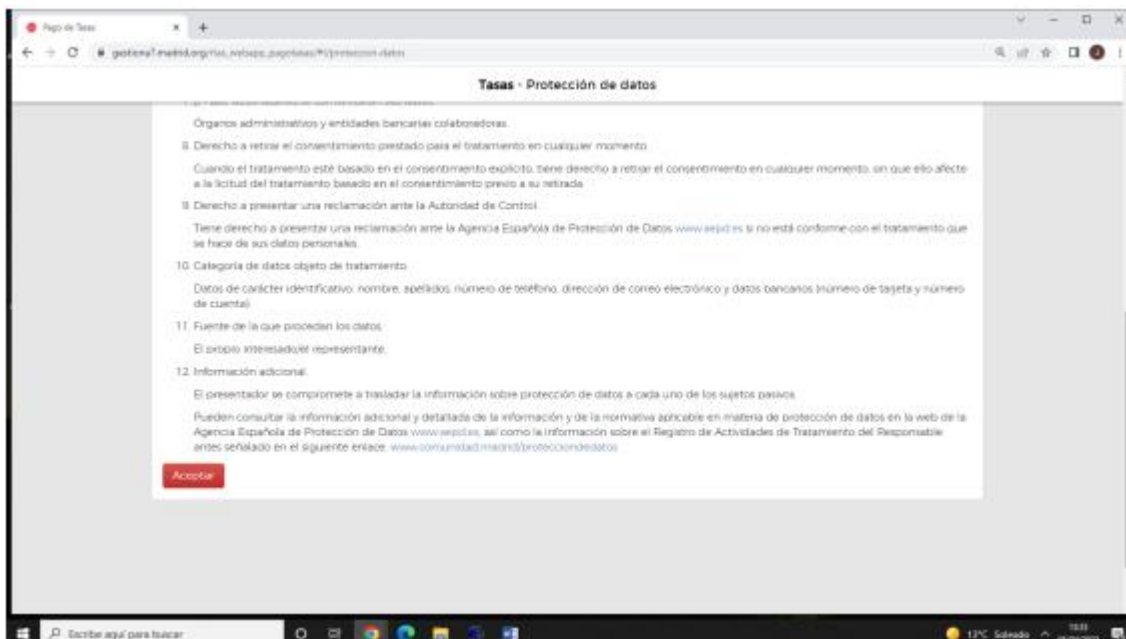 Pago de Tasas
gestiona7.madrid.org/rtas_webapp_pagotasas/#!/proteccion-datos
Tasas - Protección de datos
Órganos administrativos y entidades bancarias colaboradoras.
8. Derecho a retirar el consentimiento prestado para el tratamiento en cualquier momento.
Cuando el tratamiento esté basado en el consentimiento explícito, tiene derecho a retirar el consentimiento en cualquier momento, sin que ello afecte
a la licitud del tratamiento basado en el consentimiento previo a su retirada.
9. Derecho a presentar una reclamación ante la Autoridad de Control.
Tiene derecho a presentar una reclamación ante la Agencia Española de Protección de Datos www.aepd.es si no está conforme con el tratamiento que
se hace de sus datos personales.
10. Categoría de datos objeto de tratamiento.
Datos de carácter identificativo: nombre, apellidos, número de teléfono, dirección de correo electrónico y datos bancarios (número de tarjeta y número
de cuenta)
11. Fuente de la que procedan los datos.
El propio interesado/el representante.
12. Información adicional.
El presentador se compromete a trasladar la información sobre protección de datos a cada uno de los sujetos pasivos.
Pueden consultar la información adicional y detallada de la información y de la normativa aplicable en materia de protección de datos en la web de la
Agencia Española de Protección de Datos www.aepd.es, así como la información sobre el Registro de Actividades de Tratamiento del Responsable
antes señalado en el siguiente enlace: www.comunidad.madrid/protecciondedatos
Aceptar
Escribe aquí para buscar
13°C Soleado